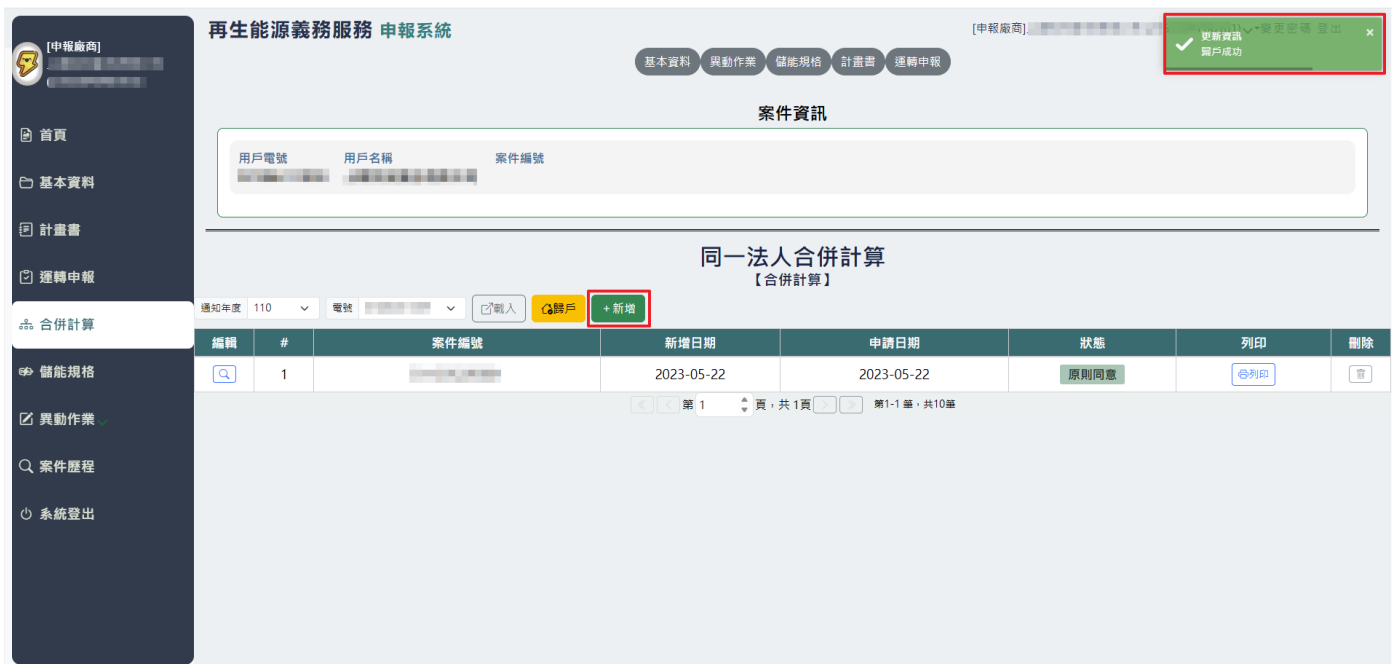 [申報廠商]
首頁
基本資料
計畫書
運轉申報
合併計算
儲能規格
異動作業
案件歷程
系統登出
再生能源義務服務 申報系統
[申報廠商] 變更密碼 登出
更新資訊 ×
歸戶成功
基本資料 異動作業 儲能規格 計畫書 運轉申報
案件資訊
用戶電號 用戶名稱 案件編號
同一法人合併計算
【合併計算】
通知年度 110 電號 載入 歸戶 +新增
編輯 # 案件編號 新增日期 申請日期 狀態 列印 刪除
1 2023-05-22 2023-05-22 原則同意 列印
第 1 頁，共 1頁 第1-1 筆，共10筆